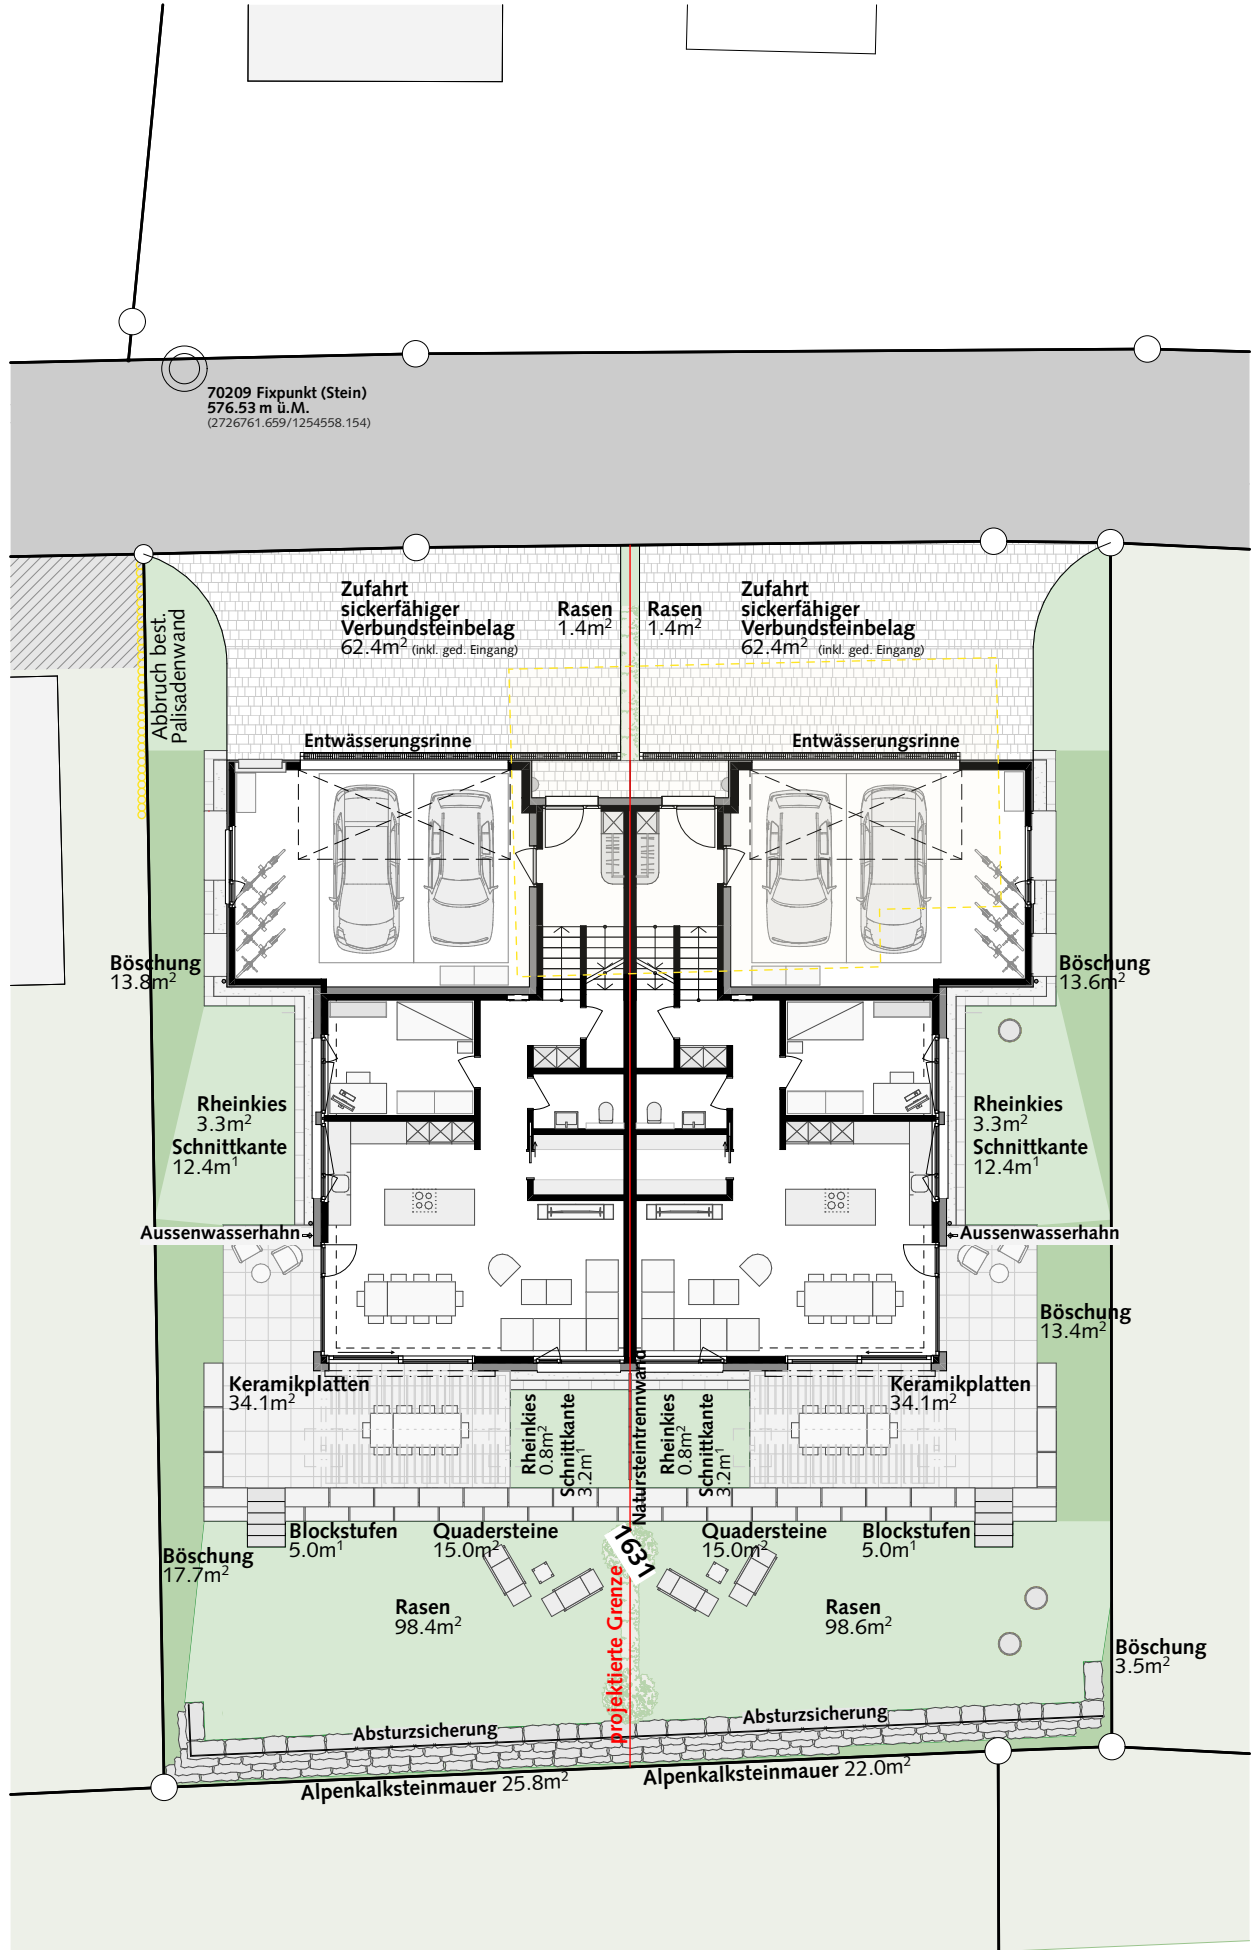 70209 Fixpunkt (Stein)
576.53 m ü.M.
(2726761.659/1254558.154)
Abbruch best.
Palisadenwand
Zufahrt
sickerfähiger
Verbundsteinbelag
62.4m² (inkl. ged. Eingang)
Rasen
1.4m²
Rasen
1.4m²
Zufahrt
sickerfähiger
Verbundsteinbelag
62.4m² (inkl. ged. Eingang)
Entwässerungsrinne
Entwässerungsrinne
Böschung
13.8m²
Böschung
13.6m²
Rheinkies
3.3m²
Schnittkante
12.4m¹
Rheinkies
3.3m²
Schnittkante
12.4m¹
Aussenwasserhahn
Aussenwasserhahn
Böschung
13.4m²
Keramikplatten
34.1m²
Keramikplatten
34.1m²
Rheinkies
0.8m²
Schnittkante
3.2m¹
Natursteintrennwand
Rheinkies
0.8m²
Schnittkante
3.2m¹
Blockstufen
5.0m¹
Quadersteine
15.0m²
1631
Quadersteine
15.0m²
Blockstufen
5.0m¹
Böschung
17.7m²
Rasen
98.4m²
projektierte Grenze
Rasen
98.6m²
Böschung
3.5m²
Absturzsicherung
Absturzsicherung
Alpenkalksteinmauer 25.8m²
Alpenkalksteinmauer 22.0m²